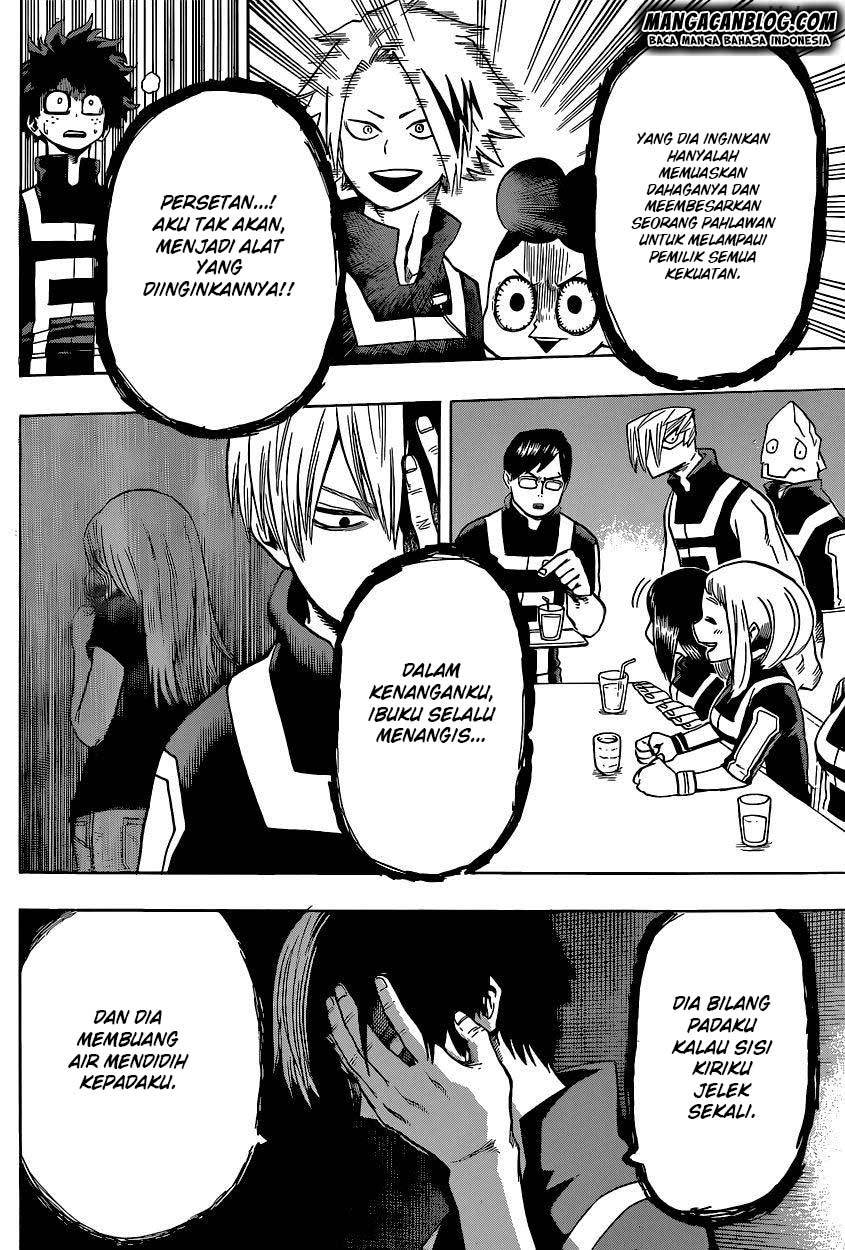 MANGACANBLOG.COM
BACA MANGA BAHASA INDONESIA
YANG DIA INGINKAN
HANYALAH
MEMUASKAN
DAHAGANYA DAN
MEEMBESARKAN
SEORANG PAHLAWAN
UNTUK MELAMPAUI
PEMILIK SEMUA
KEKUATAN.
PERSETAN...!
AKU TAK AKAN,
MENJADI ALAT
YANG
DIINGINKANNYA!!
DALAM
KENANGANKU,
IBUKU SELALU
MENANGIS...
DIA BILANG
PADAKU
KALAU SISI
KIRIKU
JELEK
SEKALI.
DAN DIA
MEMBUANG
AIR MENDIDIH
KEPADAKU.